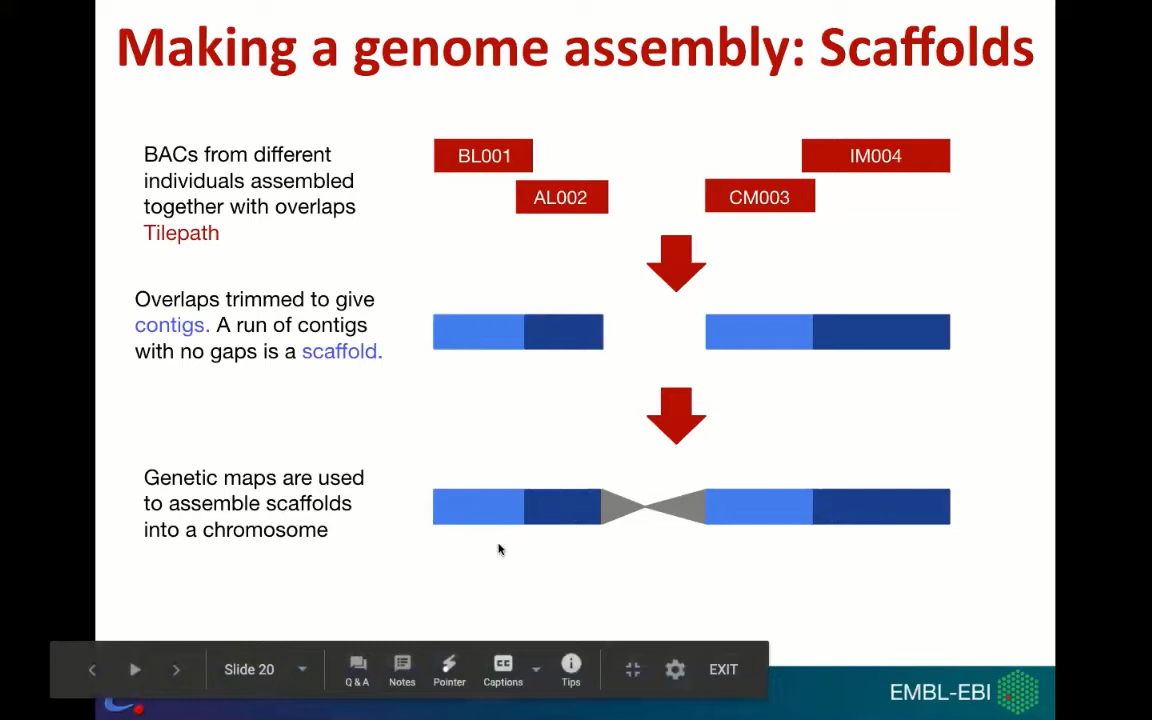 Making a genome assembly: Scaffolds
BACs from different
individuals assembled
together with overlaps
Tilepath
BL001
IM004
AL002
CM003
Overlaps trimmed to give
contigs. A run of contigs
with no gaps is a scaffold.
Genetic maps are used
to assemble scaffolds
into a chromosome
Slide 20
Q & A
Notes
Pointer
CC
Captions
Tips
EXIT
EMBL-EBI